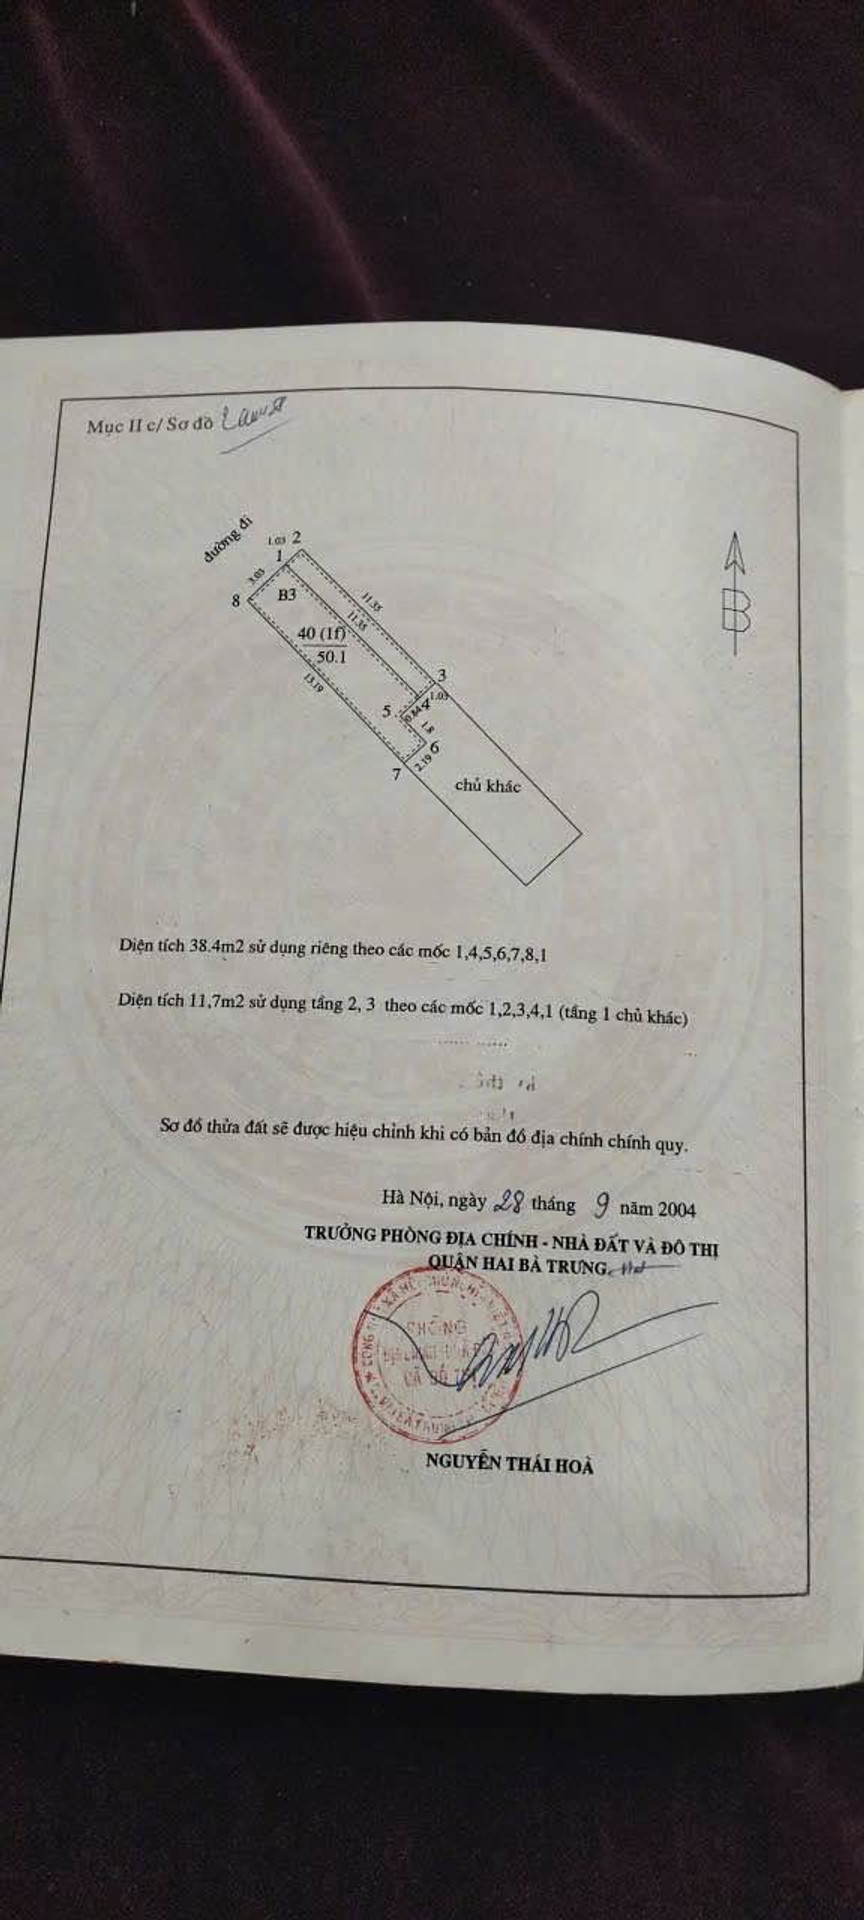 Mục II c/ Sơ đồ
đường đi
1.03 2
1
3.03
8
B3
11.35
11.35
40 (1f)
50.1
13.19
3
1.03
4
5
0.84
1.8
6
2.19
7
chủ khác
B
Diện tích 38.4m2 sử dụng riêng theo các mốc 1,4,5,6,7,8,1
Diện tích 11,7m2 sử dụng tầng 2, 3 theo các mốc 1,2,3,4,1 (tầng 1 chủ khác)
Sơ đồ thửa đất sẽ được hiệu chỉnh khi có bản đồ địa chính chính quy.
Hà Nội, ngày 28 tháng 9 năm 2004
TRƯỞNG PHÒNG ĐỊA CHÍNH - NHÀ ĐẤT VÀ ĐÔ THỊ
QUẬN HAI BÀ TRƯNG
PHÒNG
NGUYỄN THÁI HOÀ